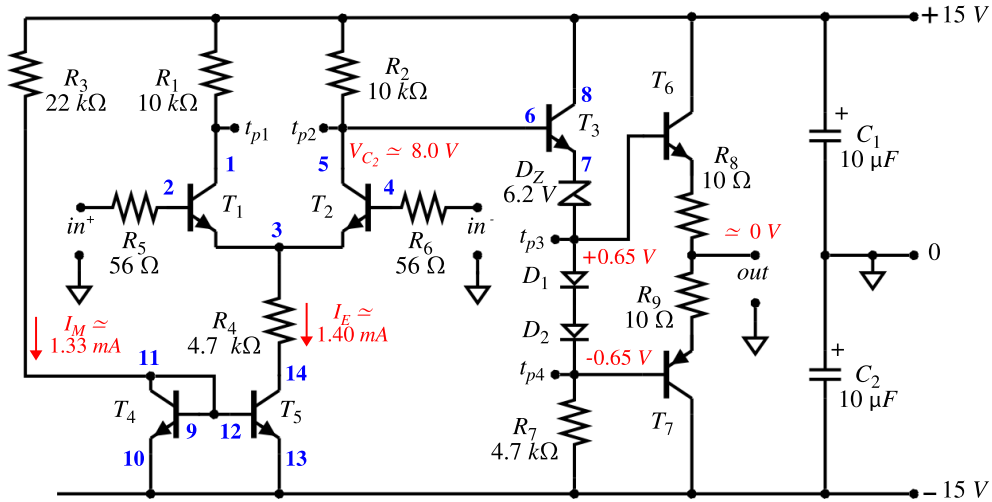 +15 V
R3
22 kΩ
R1
10 kΩ
R2
10 kΩ
tp1
tp2
VC2 ≃ 8.0 V
1
5
2
4
3
6
8
7
T1
T2
T3
in+
R5
56 Ω
in-
R6
56 Ω
DZ
6.2 V
tp3
+0.65 V
D1
D2
tp4
-0.65 V
T6
R8
10 Ω
≃ 0 V
out
R9
10 Ω
T7
C1
10 µF
0
C2
10 µF
IM ≃
1.33 mA
R4
4.7 kΩ
IE ≃
1.40 mA
11
14
T4
9
12
T5
10
13
R7
4.7 kΩ
+
+
-15 V